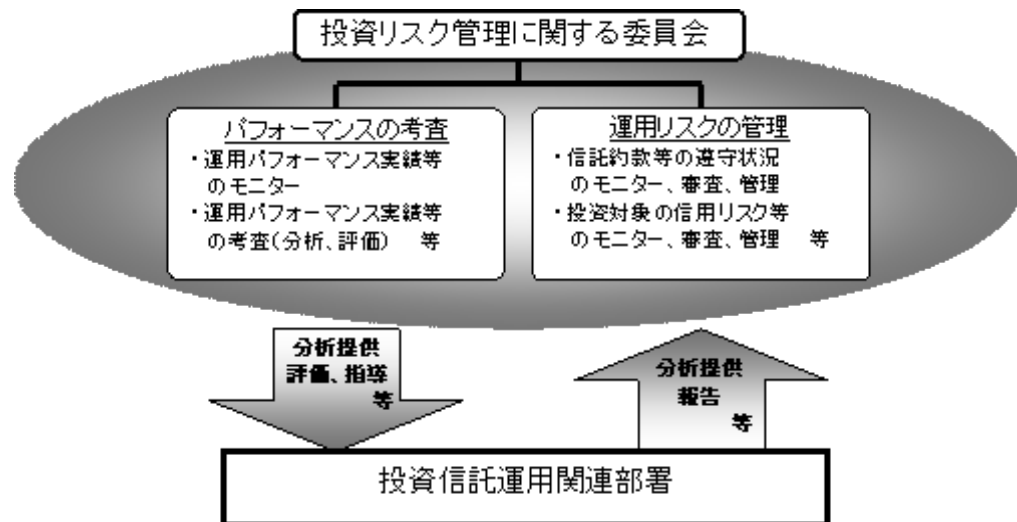 投資リスク管理に関する委員会
パフォーマンスの考査
・運用パフォーマンス実績等
のモニター
・運用パフォーマンス実績等
の考査(分析、評価) 等
運用リスクの管理
・信託約款等の遵守状況
のモニター、審査、管理
・投資対象の信用リスク等
のモニター、審査、管理 等
分析提供
評価、指導
等
分析提供
報告
等
投資信託運用関連部署